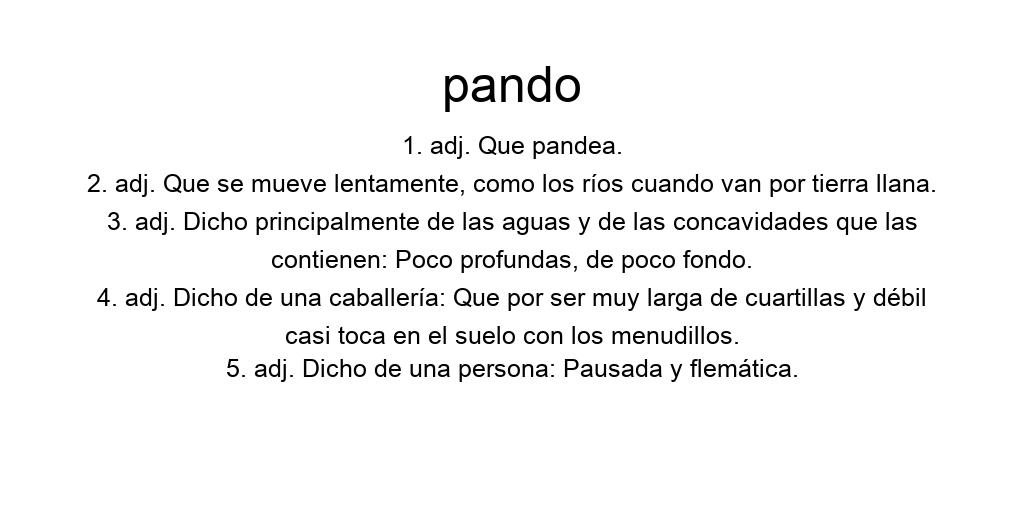 pando
1. adj. Que pandea.
2. adj. Que se mueve lentamente, como los ríos cuando van por tierra llana.
3. adj. Dicho principalmente de las aguas y de las concavidades que las
contienen: Poco profundas, de poco fondo.
4. adj. Dicho de una caballería: Que por ser muy larga de cuartillas y débil
casi toca en el suelo con los menudillos.
5. adj. Dicho de una persona: Pausada y flemática.